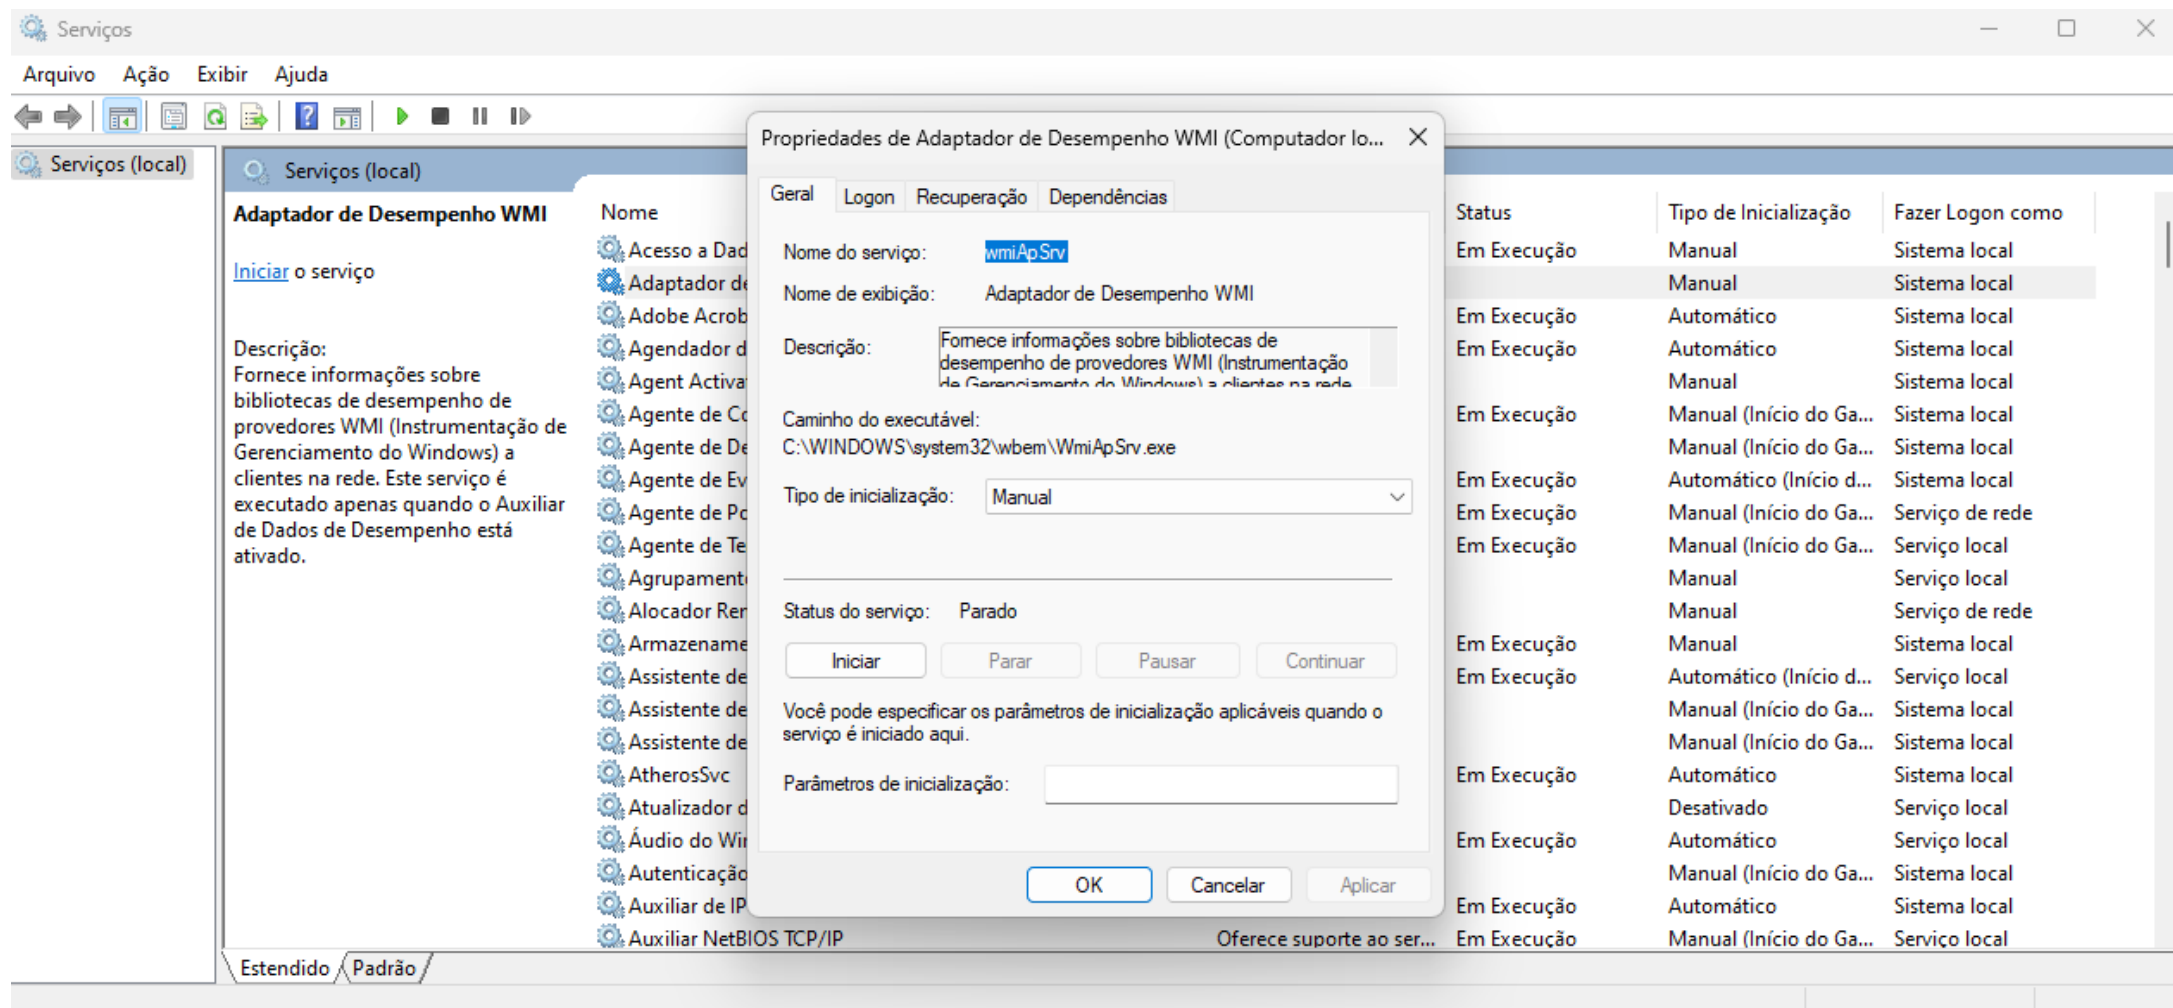 Serviços
Arquivo Ação Exibir Ajuda
Serviços (local)
Serviços (local)
Adaptador de Desempenho WMI
Iniciar o serviço
Descrição:
Fornece informações sobre
bibliotecas de desempenho de
provedores WMI (Instrumentação de
Gerenciamento do Windows) a
clientes na rede. Este serviço é
executado apenas quando o Auxiliar
de Dados de Desempenho está
ativado.
Nome Status Tipo de Inicialização Fazer Logon como
Acesso a Dad Em Execução Manual Sistema local
Adaptador de Manual Sistema local
Adobe Acrob Em Execução Automático Sistema local
Agendador d Em Execução Automático Sistema local
Agent Activa Manual Sistema local
Agente de Co Em Execução Manual (Início do Ga... Sistema local
Agente de De Manual (Início do Ga... Sistema local
Agente de Ev Em Execução Automático (Início d... Sistema local
Agente de Po Em Execução Manual (Início do Ga... Serviço de rede
Agente de Te Em Execução Manual (Início do Ga... Serviço local
Agrupament Manual Serviço local
Alocador Rem Manual Serviço de rede
Armazename Em Execução Manual Sistema local
Assistente de Em Execução Automático (Início d... Serviço local
Assistente de Manual (Início do Ga... Sistema local
Assistente de Manual (Início do Ga... Sistema local
AtherosSvc Em Execução Automático Sistema local
Atualizador d Desativado Serviço local
Áudio do Win Em Execução Automático Serviço local
Autenticação Manual (Início do Ga... Sistema local
Auxiliar de IP Em Execução Automático Sistema local
Auxiliar NetBIOS TCP/IP Oferece suporte ao ser... Em Execução Manual (Início do Ga... Serviço local
Estendido Padrão
Propriedades de Adaptador de Desempenho WMI (Computador lo...
Geral Logon Recuperação Dependências
Nome do serviço: wmiApSrv
Nome de exibição: Adaptador de Desempenho WMI
Descrição: Fornece informações sobre bibliotecas de
desempenho de provedores WMI (Instrumentação
de Gerenciamento do Windows) a clientes na rede
Caminho do executável:
C:\WINDOWS\system32\wbem\WmiApSrv.exe
Tipo de inicialização: Manual
Status do serviço: Parado
Iniciar Parar Pausar Continuar
Você pode especificar os parâmetros de inicialização aplicáveis quando o
serviço é iniciado aqui.
Parâmetros de inicialização:
OK Cancelar Aplicar